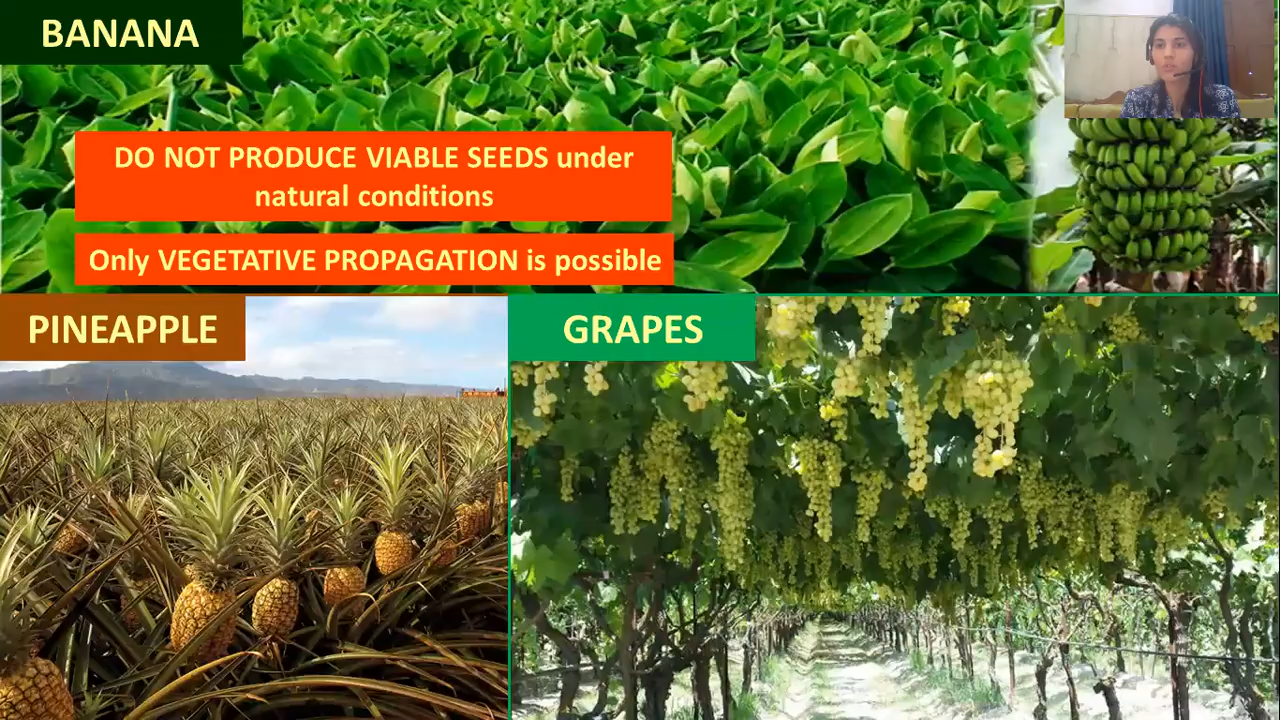 BANANA
DO NOT PRODUCE VIABLE SEEDS under
natural conditions
Only VEGETATIVE PROPAGATION is possible
PINEAPPLE
GRAPES